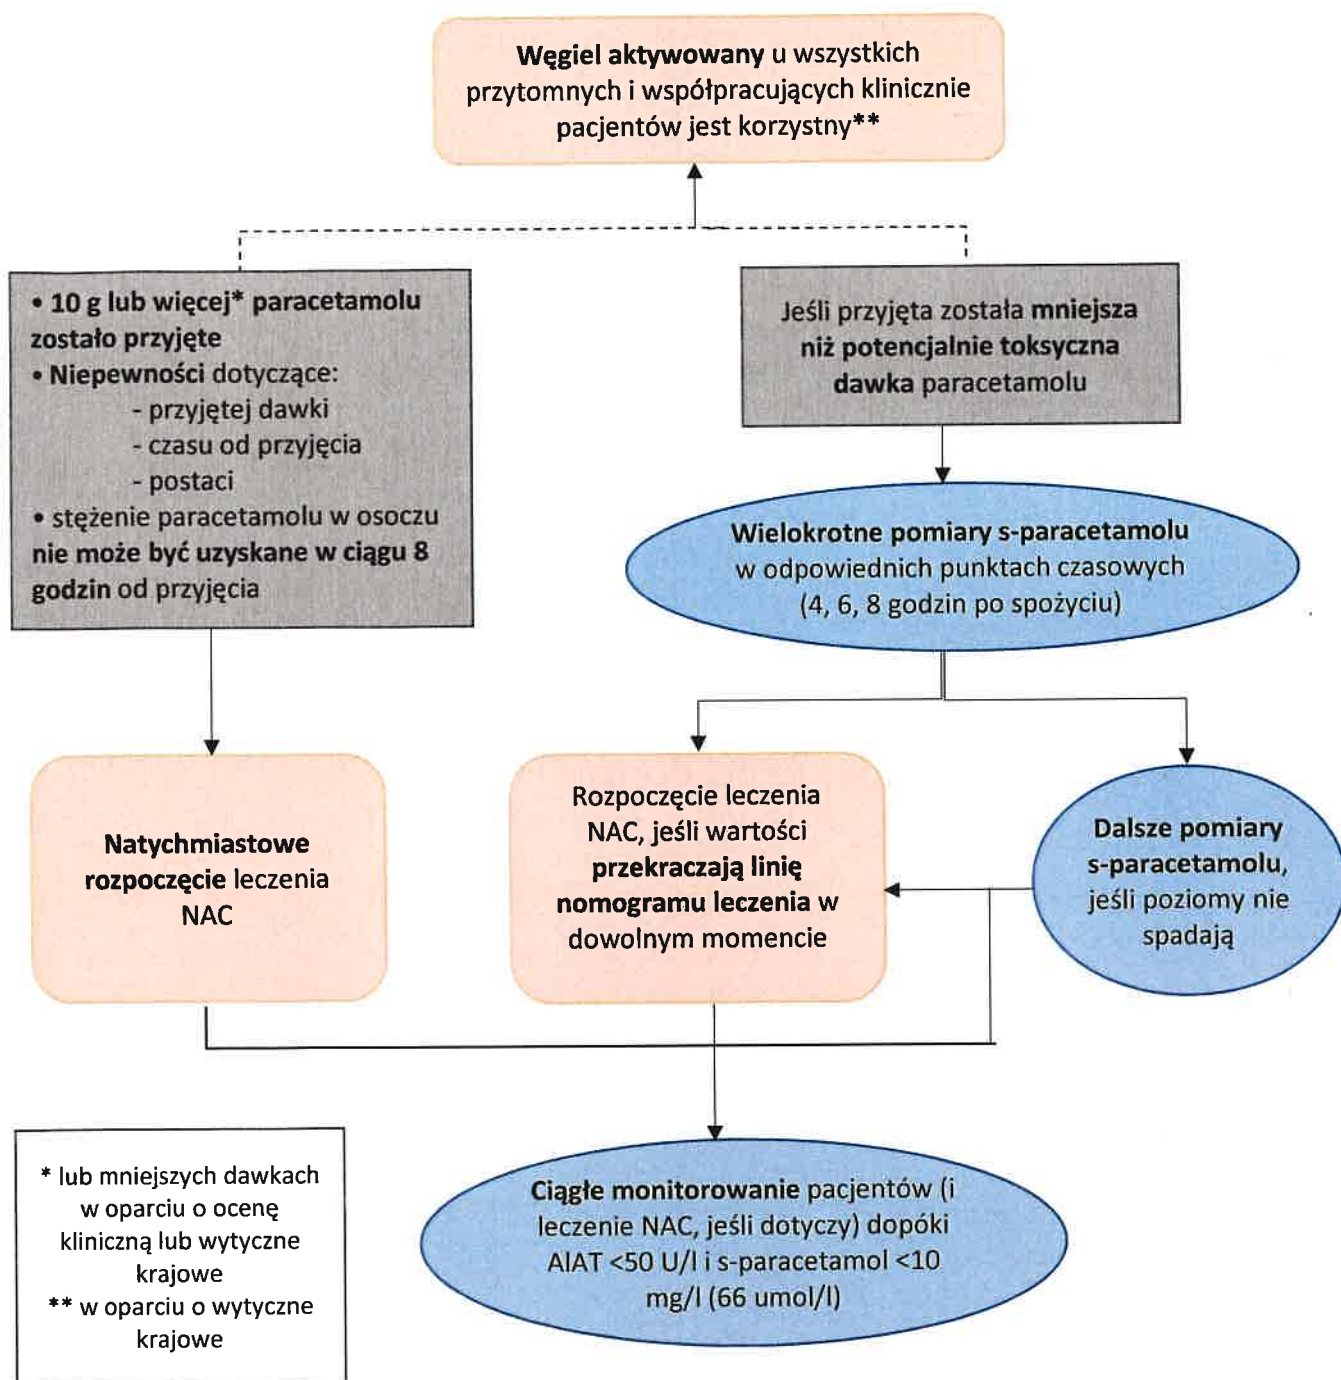 Węgiel aktywowany u wszystkich
przytomnych i współpracujących klinicznie
pacjentów jest korzystny**
• 10 g lub więcej* paracetamolu
zostało przyjęte
• Niepewności dotyczące:
- przyjętej dawki
- czasu od przyjęcia
- postaci
• stężenie paracetamolu w osoczu
nie może być uzyskane w ciągu 8
godzin od przyjęcia
Jeśli przyjęta została mniejsza
niż potencjalnie toksyczna
dawka paracetamolu
Wielokrotne pomiary s-paracetamolu
w odpowiednich punktach czasowych
(4, 6, 8 godzin po spożyciu)
Natychmiastowe
rozpoczęcie leczenia
NAC
Rozpoczęcie leczenia
NAC, jeśli wartości
przekraczają linię
nomogramu leczenia w
dowolnym momencie
Dalsze pomiary
s-paracetamolu,
jeśli poziomy nie
spadają
* lub mniejszych dawkach
w oparciu o ocenę
kliniczną lub wytyczne
krajowe
** w oparciu o wytyczne
krajowe
Ciągłe monitorowanie pacjentów (i
leczenie NAC, jeśli dotyczy) dopóki
AlAT <50 U/l i s-paracetamol <10
mg/l (66 umol/l)